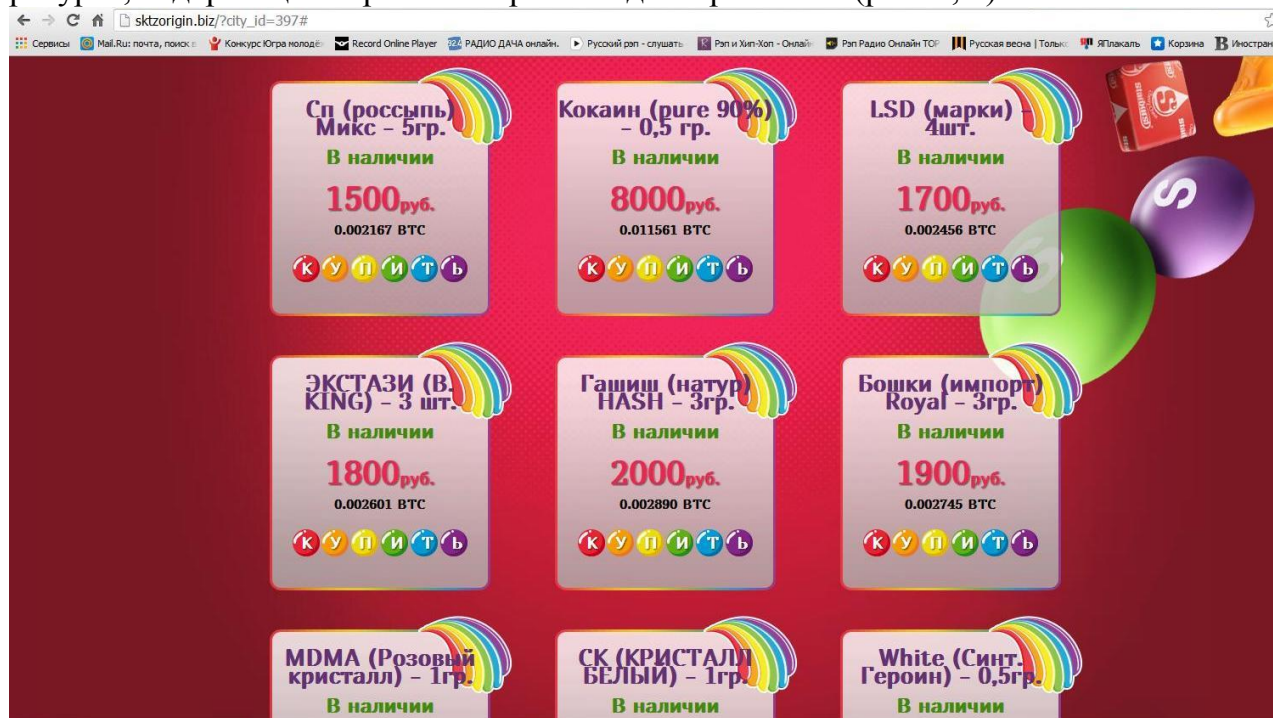 sktzorigin.biz/?city_id=397#
Сервисы Mail.Ru: почта, поиск в Конкурс Югра молодё Record Online Player РАДИО ДАЧА онлайн. Русский рэп - слушать Рэп и Хип-Хоп - Онлай Рэп Радио Онлайн TOP Русская весна | Только ЯПлакалъ Корзина Иностран
Сп (россыпь)
Микс - 5гр.
В наличии
1500руб.
0.002167 BTC
КУПИТЬ
Кокаин (pure 90%)
- 0,5 гр.
В наличии
8000руб.
0.011561 BTC
КУПИТЬ
LSD (марки) -
4шт.
В наличии
1700руб.
0.002456 BTC
КУПИТЬ
ЭКСТАЗИ (B.
KING) - 3 шт.
В наличии
1800руб.
0.002601 BTC
КУПИТЬ
Гашиш (натур)
HASH - 3гр.
В наличии
2000руб.
0.002890 BTC
КУПИТЬ
Бошки (импорт)
Royal - 3гр.
В наличии
1900руб.
0.002745 BTC
КУПИТЬ
MDMA (Розовый
кристалл) - 1гр.
В наличии
СК (КРИСТАЛЛ
БЕЛЫЙ) - 1гр.
В наличии
White (Синт.
Героин) - 0,5гр.
В наличии